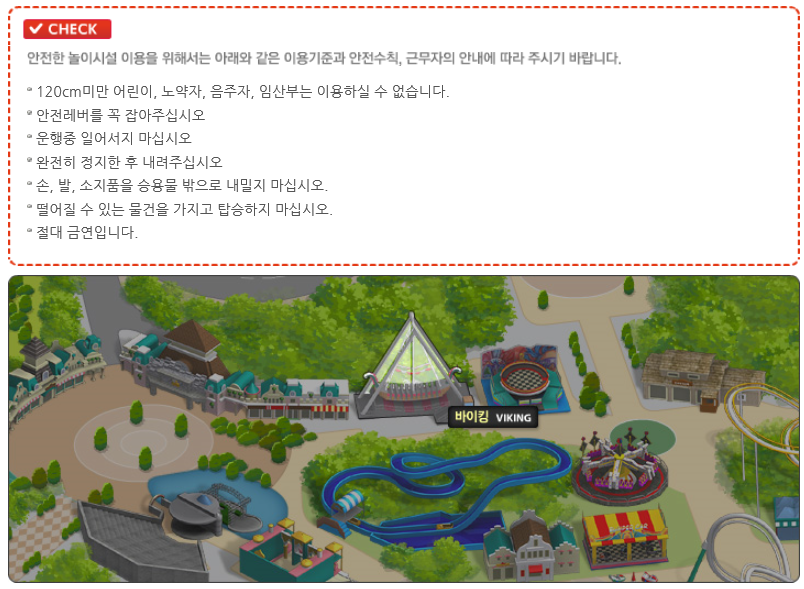 CHECK
안전한 놀이시설 이용을 위해서는 아래와 같은 이용기준과 안전수칙, 근무자의 안내에 따라 주시기 바랍니다.
120cm미만 어린이, 노약자, 음주자, 임산부는 이용하실 수 없습니다.
안전레버를 꼭 잡아주십시오
운행중 일어서지 마십시오
완전히 정지한 후 내려주십시오
손, 발, 소지품을 승용물 밖으로 내밀지 마십시오.
떨어질 수 있는 물건을 가지고 탑승하지 마십시오.
절대 금연입니다.
바이킹 VIKING